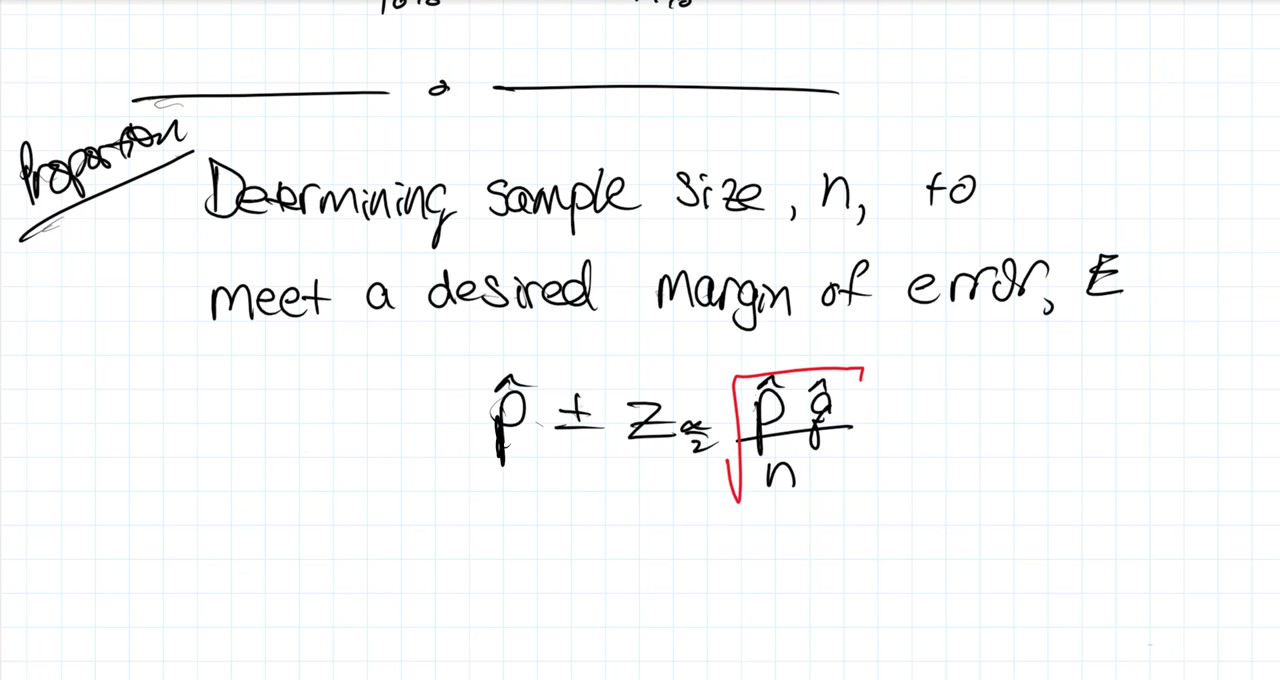 Proportion
Determining sample size, n, to
meet a desired margin of error, E
p̂ ± z_{α/2} √(p̂ q̂ / n)